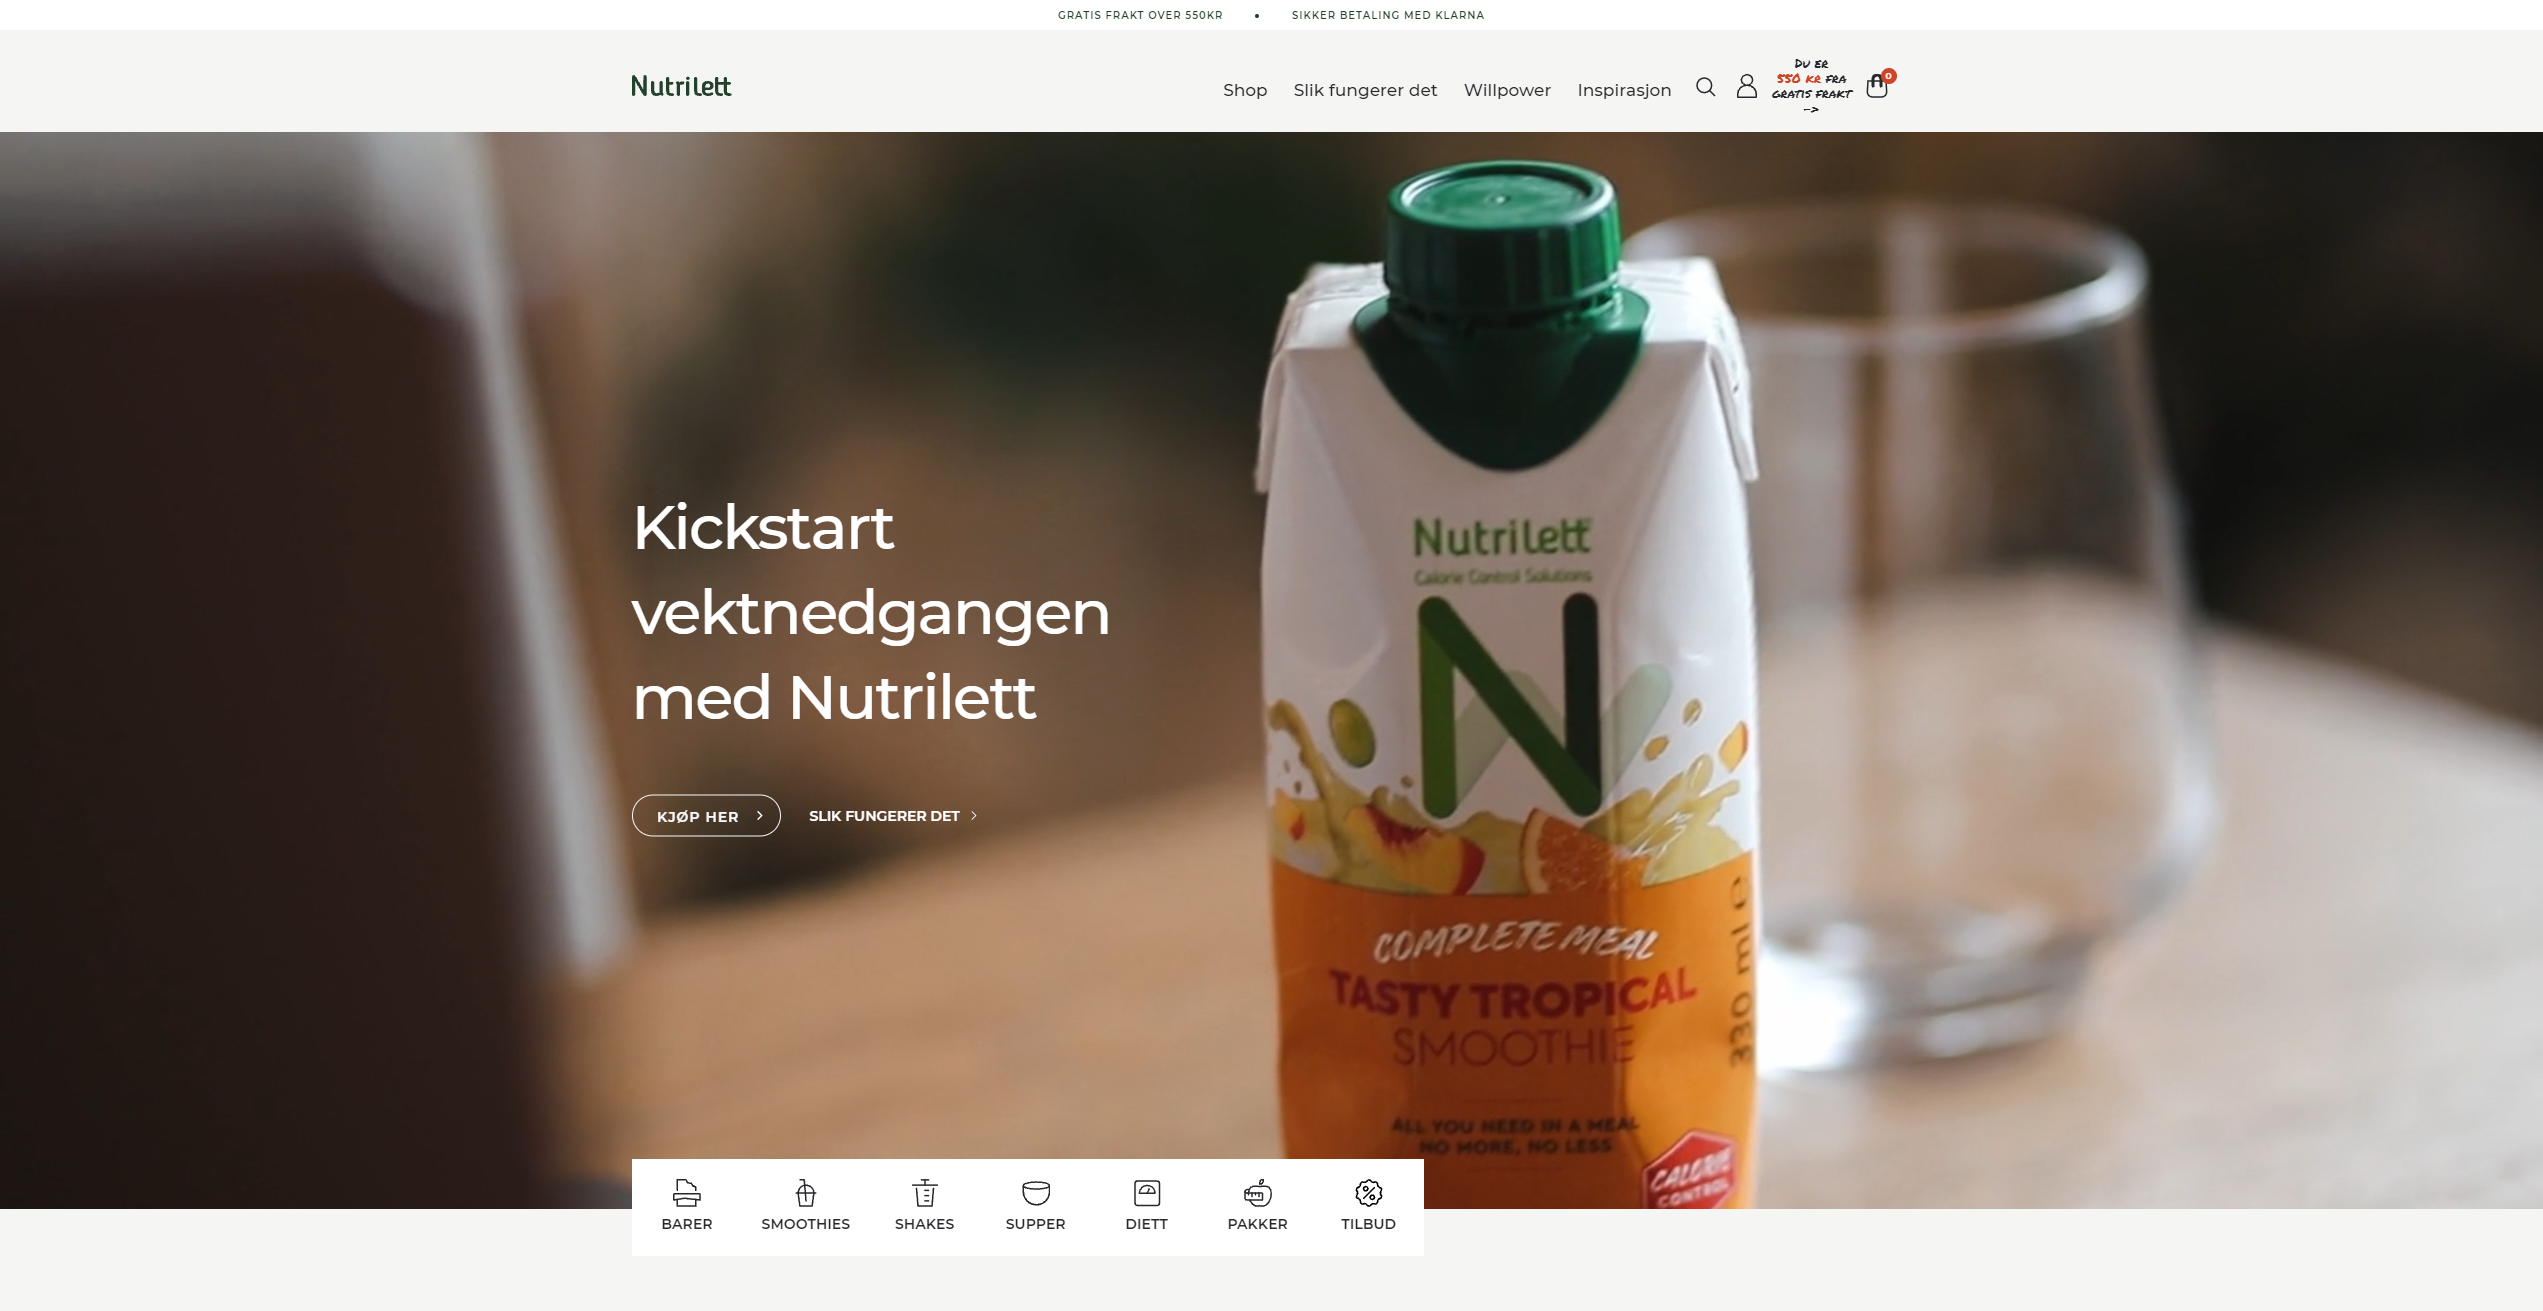 GRATIS FRAKT OVER 550KR • SIKKER BETALING MED KLARNA
Nutrilett
Shop Slik fungerer det Willpower Inspirasjon
DU ER
550 KR FRA
GRATIS FRAKT
-->
0
Kickstart
vektnedgangen
med Nutrilett
KJØP HER
SLIK FUNGERER DET
Nutrilett
Calorie Control Solutions
N
COMPLETE MEAL
TASTY TROPICAL
SMOOTHIE
330 ml e
ALL YOU NEED IN A MEAL
NO MORE, NO LESS
CALORIE
CONTROL
BARER SMOOTHIES SHAKES SUPPER DIETT PAKKER TILBUD